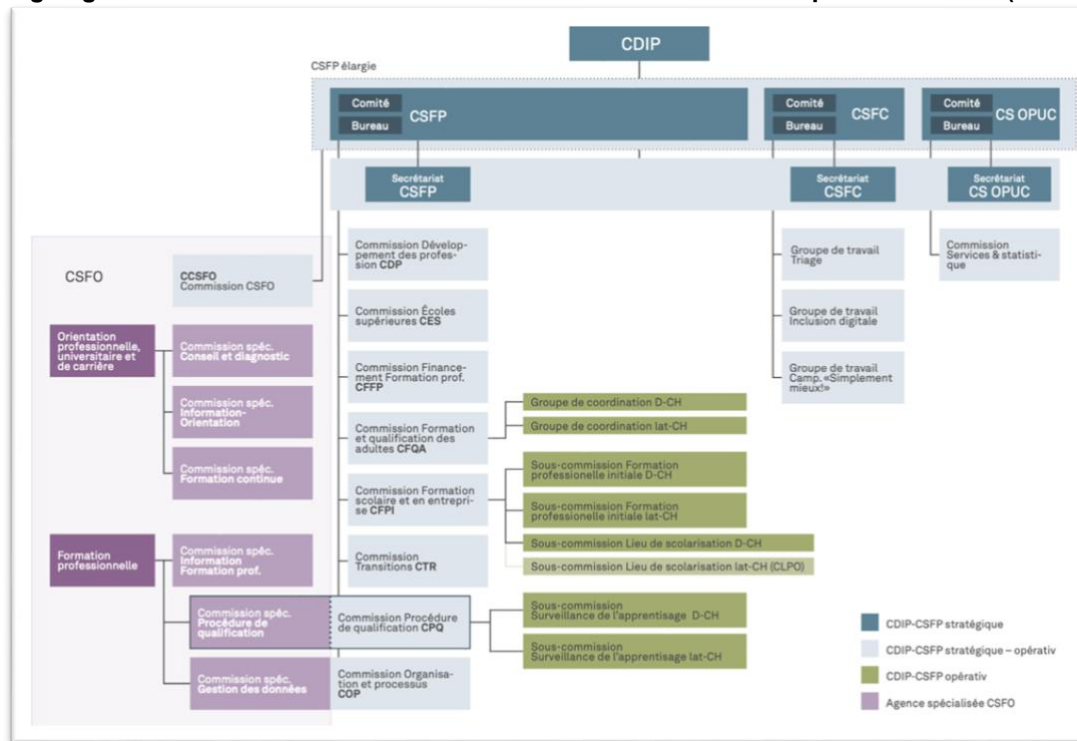 CDIP
CSFP élargie
Comité
Bureau
CSFP
Comité
Bureau
CSFC
Comité
Bureau
CS OPUC
Secrétariat
CSFP
Secrétariat
CSFC
Secrétariat
CS OPUC
CSFO
CCSFO
Commission CSFO
Orientation
professionnelle,
universitaire et
de carrière
Commission spéc.
Conseil et diagnostic
Commission spéc.
Information-
Orientation
Commission spéc.
Formation continue
Formation
professionnelle
Commission spéc.
Information
Formation prof.
Commission spéc.
Procédure de
qualification
Commission spéc.
Gestion des données
Commission Dévelop-
pement des profes-
sion CDP
Commission Écoles
supérieures CES
Commission Finance-
ment Formation prof.
CFFP
Commission Formation
et qualification des
adultes CFQA
Commission Formation
scolaire et en entrepri-
se CFPI
Commission
Transitions CTR
Commission Procédure
de qualification CPQ
Commission Organisa-
tion et processus
COP
Groupe de coordination D-CH
Groupe de coordination lat-CH
Sous-commission Formation
professionelle initiale D-CH
Sous-commission Formation
professionelle initiale lat-CH
Sous-commission Lieu de scolarisation D-CH
Sous-commission Lieu de scolarisation lat-CH (CLPO)
Sous-commission
Surveillance de l'apprentisage D-CH
Sous-commission
Surveillance de l'apprentisage lat-CH
Groupe de travail
Triage
Groupe de travail
Inclusion digitale
Groupe de travail
Camp. «Simplement
mieux!»
Commission
Services & statisti-
que
CDIP-CSFP stratégique
CDIP-CSFP stratégique – opérativ
CDIP-CSFP opérativ
Agence spécialisée CSFO